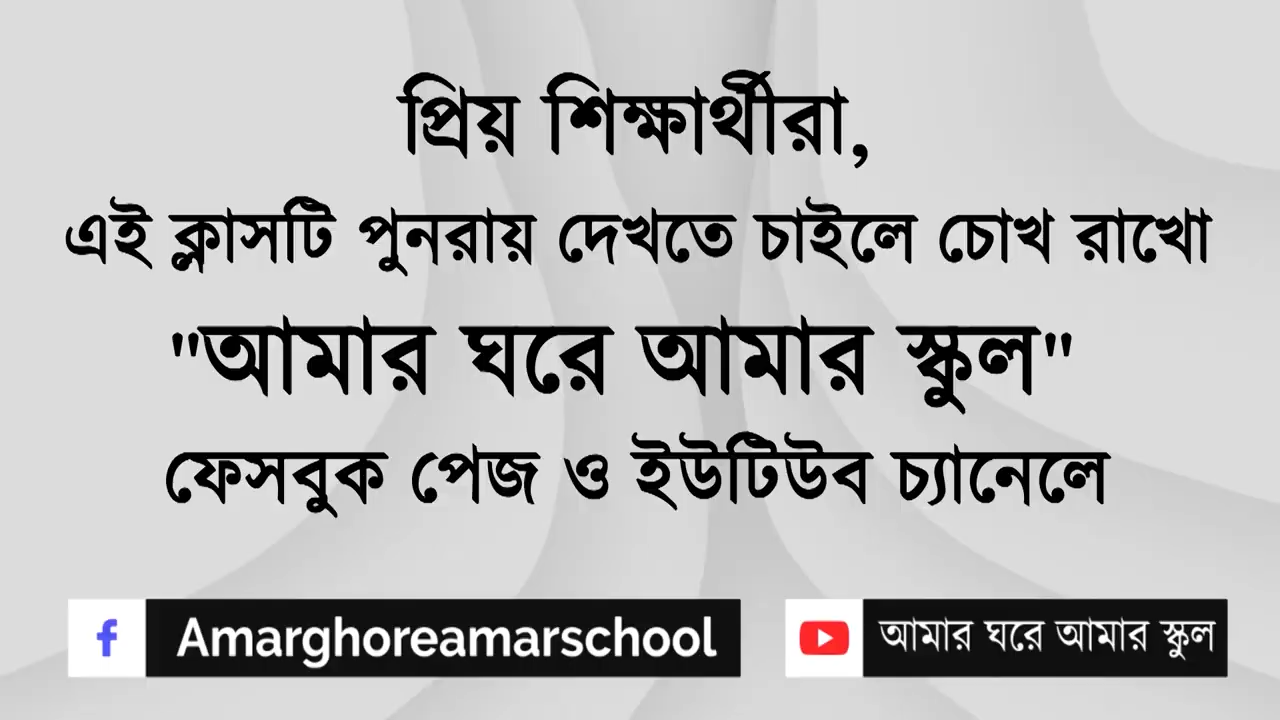 প্রিয় শিক্ষার্থীরা,
এই ক্লাসটি পুনরায় দেখতে চাইলে চোখ রাখো
"আমার ঘরে আমার স্কুল"
ফেসবুক পেজ ও ইউটিউব চ্যানেলে
Amarghoreamarschool
আমার ঘরে আমার স্কুল